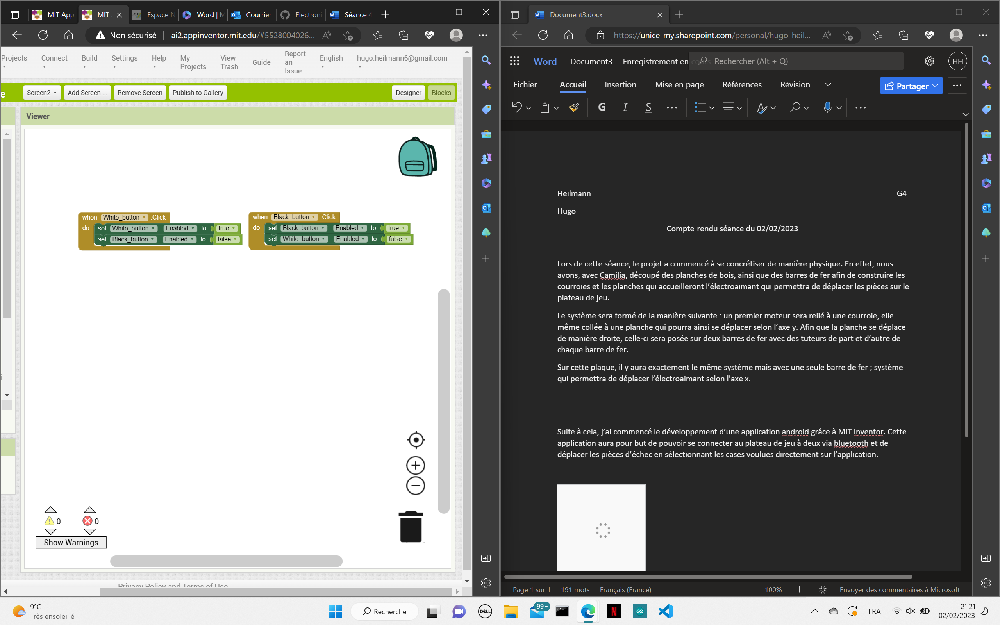 MIT App
MIT
Espace N
Word | M
Courrier
Electroni
Séance 4
Non sécurisé
ai2.appinventor.mit.edu/#5528004026...
Projects
Connect
Build
Settings
Help
My Projects
View Trash
Guide
Report an Issue
English
hugo.heilmann6@gmail.com
e
Screen2
Add Screen ...
Remove Screen
Publish to Gallery
Designer
Blocks
Viewer
when White_button .Click
do set White_button . Enabled to true
set Black_button . Enabled to false
when Black_button .Click
do set Black_button . Enabled to true
set White_button . Enabled to false
0
0
Show Warnings
Privacy Policy and Terms of Use
Document3.docx
https://unice-my.sharepoint.com/personal/hugo_heil...
Word
Document3 - Enregistrement en cours...
Rechercher (Alt + Q)
HH
Fichier
Accueil
Insertion
Mise en page
Références
Révision
Partager
G I S
Heilmann G4
Hugo
Compte-rendu séance du 02/02/2023
Lors de cette séance, le projet a commencé à se concrétiser de manière physique. En effet, nous
avons, avec Camilia, découpé des planches de bois, ainsi que des barres de fer afin de construire les
courroies et les planches qui accueilleront l’électroaimant qui permettra de déplacer les pièces sur le
plateau de jeu.
Le système sera formé de la manière suivante : un premier moteur sera relié à une courroie, elle-
même collée à une planche qui pourra ainsi se déplacer selon l’axe y. Afin que la planche se déplace
de manière droite, celle-ci sera posée sur deux barres de fer avec des tuteurs de part et d’autre de
chaque barre de fer.
Sur cette plaque, il y aura exactement le même système mais avec une seule barre de fer ; système
qui permettra de déplacer l’électroaimant selon l’axe x.
Suite à cela, j’ai commencé le développement d’une application android grâce à MIT Inventor. Cette
application aura pour but de pouvoir se connecter au plateau de jeu à deux via bluetooth et de
déplacer les pièces d’échec en sélectionnant les cases voulues directement sur l’application.
Page 1 sur 1
191 mots
Français (France)
100%
Envoyer des commentaires à Microsoft
9°C
Très ensoleillé
Recherche
DELL
99+
N
FRA
21:21
02/02/2023